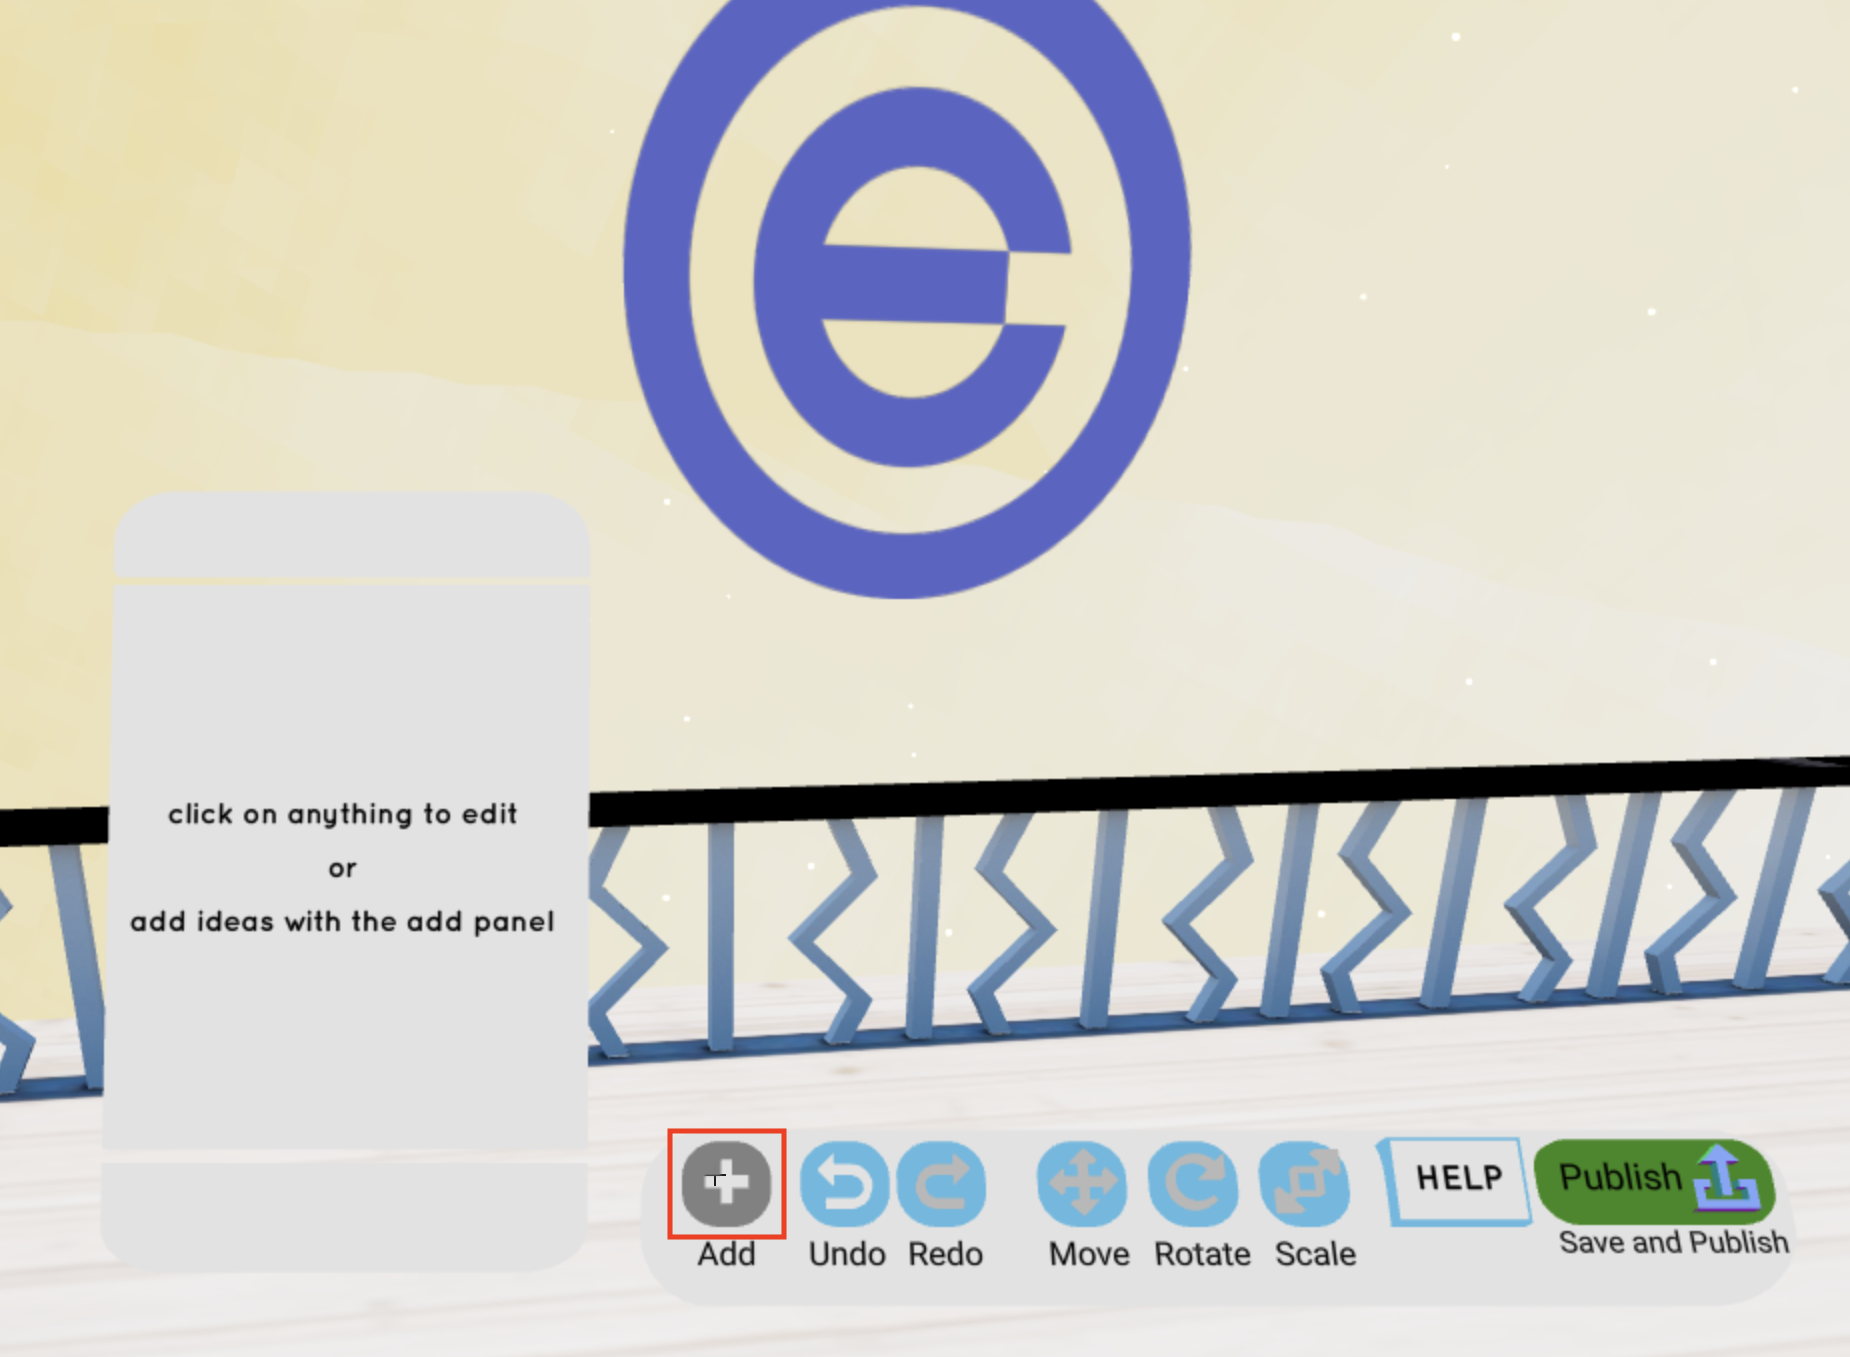 e
click on anything to edit
or
add ideas with the add panel
HELP
Publish
Add
Undo
Redo
Move
Rotate
Scale
Save and Publish